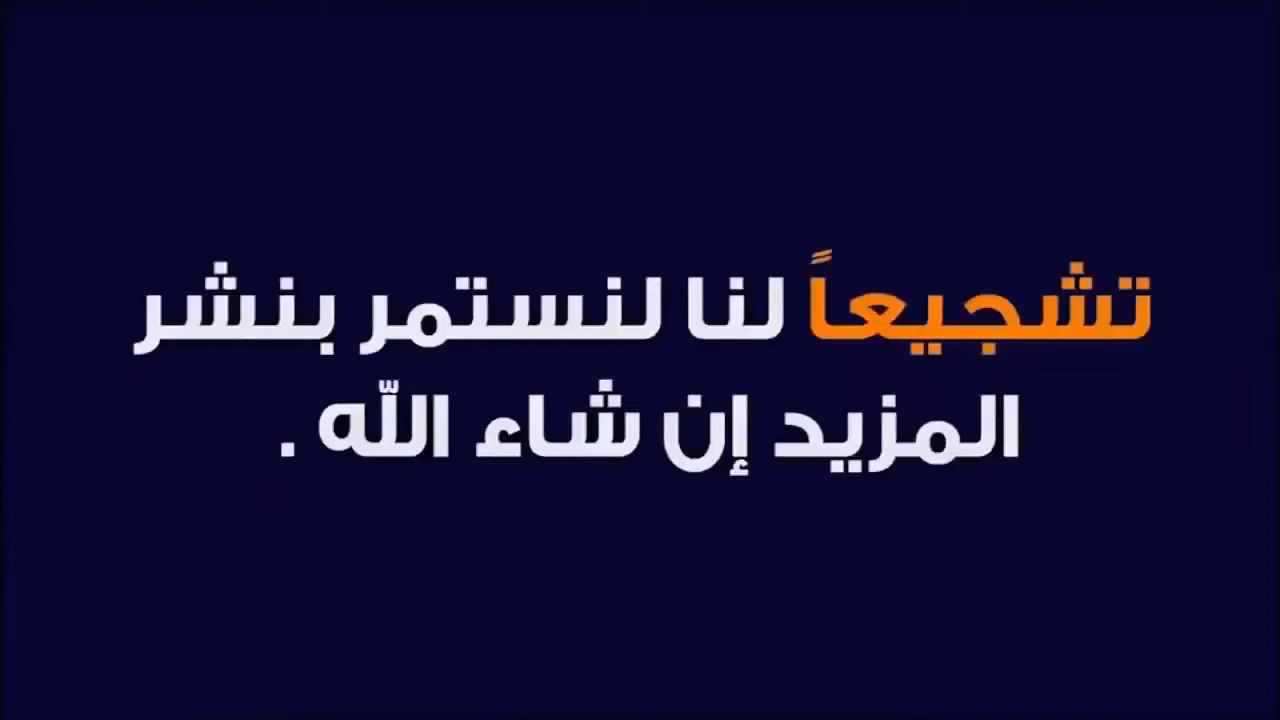 تشجيعاً لنا لنستمر بنشر
المزيد إن شاء الله .